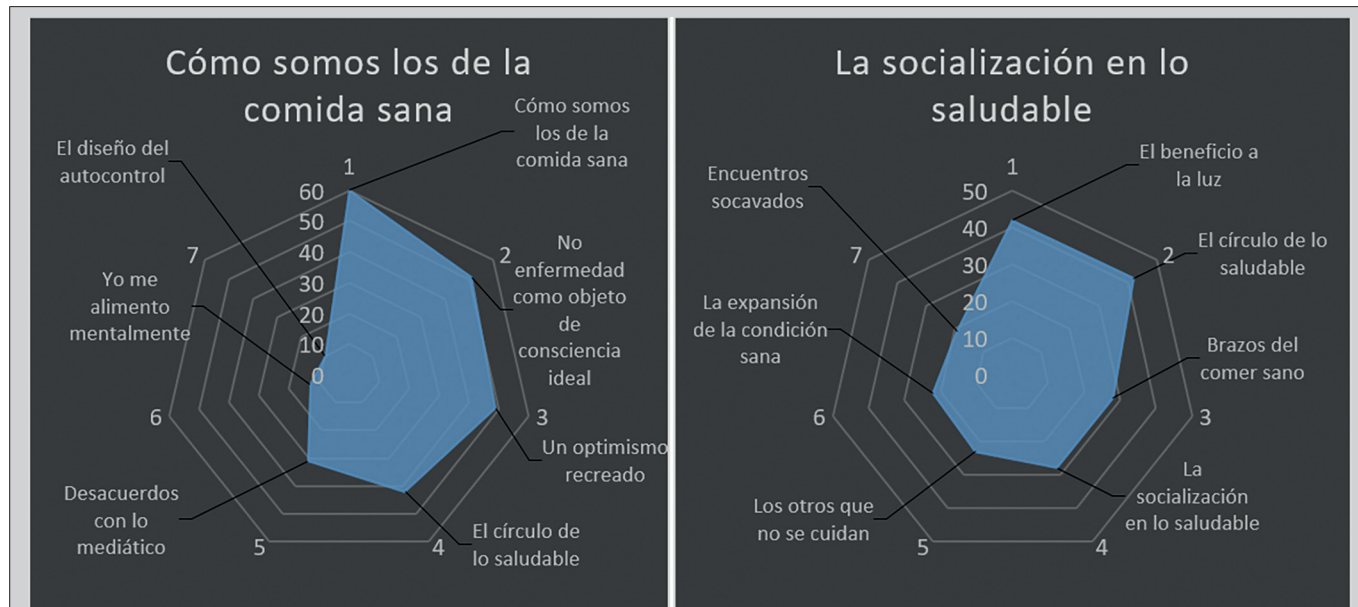 Cómo somos los de la
comida sana
Cómo somos
los de la
comida sana
El diseño del
autocontrol
1
60
50
40
30
20
10
0
2
No
enfermedad
como objeto
de
consciencia
ideal
3
Un optimismo
recreado
4
El círculo de
lo saludable
5
Desacuerdos
con lo
mediático
6
Yo me
alimento
mentalmente
7
La socialización en lo
saludable
1
El beneficio a
la luz
50
40
30
20
10
0
2
El círculo de lo
saludable
Brazos del
comer sano
3
La
socialización
en lo saludable
4
Los otros que
no se cuidan
5
6
La expansión
de la condición
sana
7
Encuentros
socavados